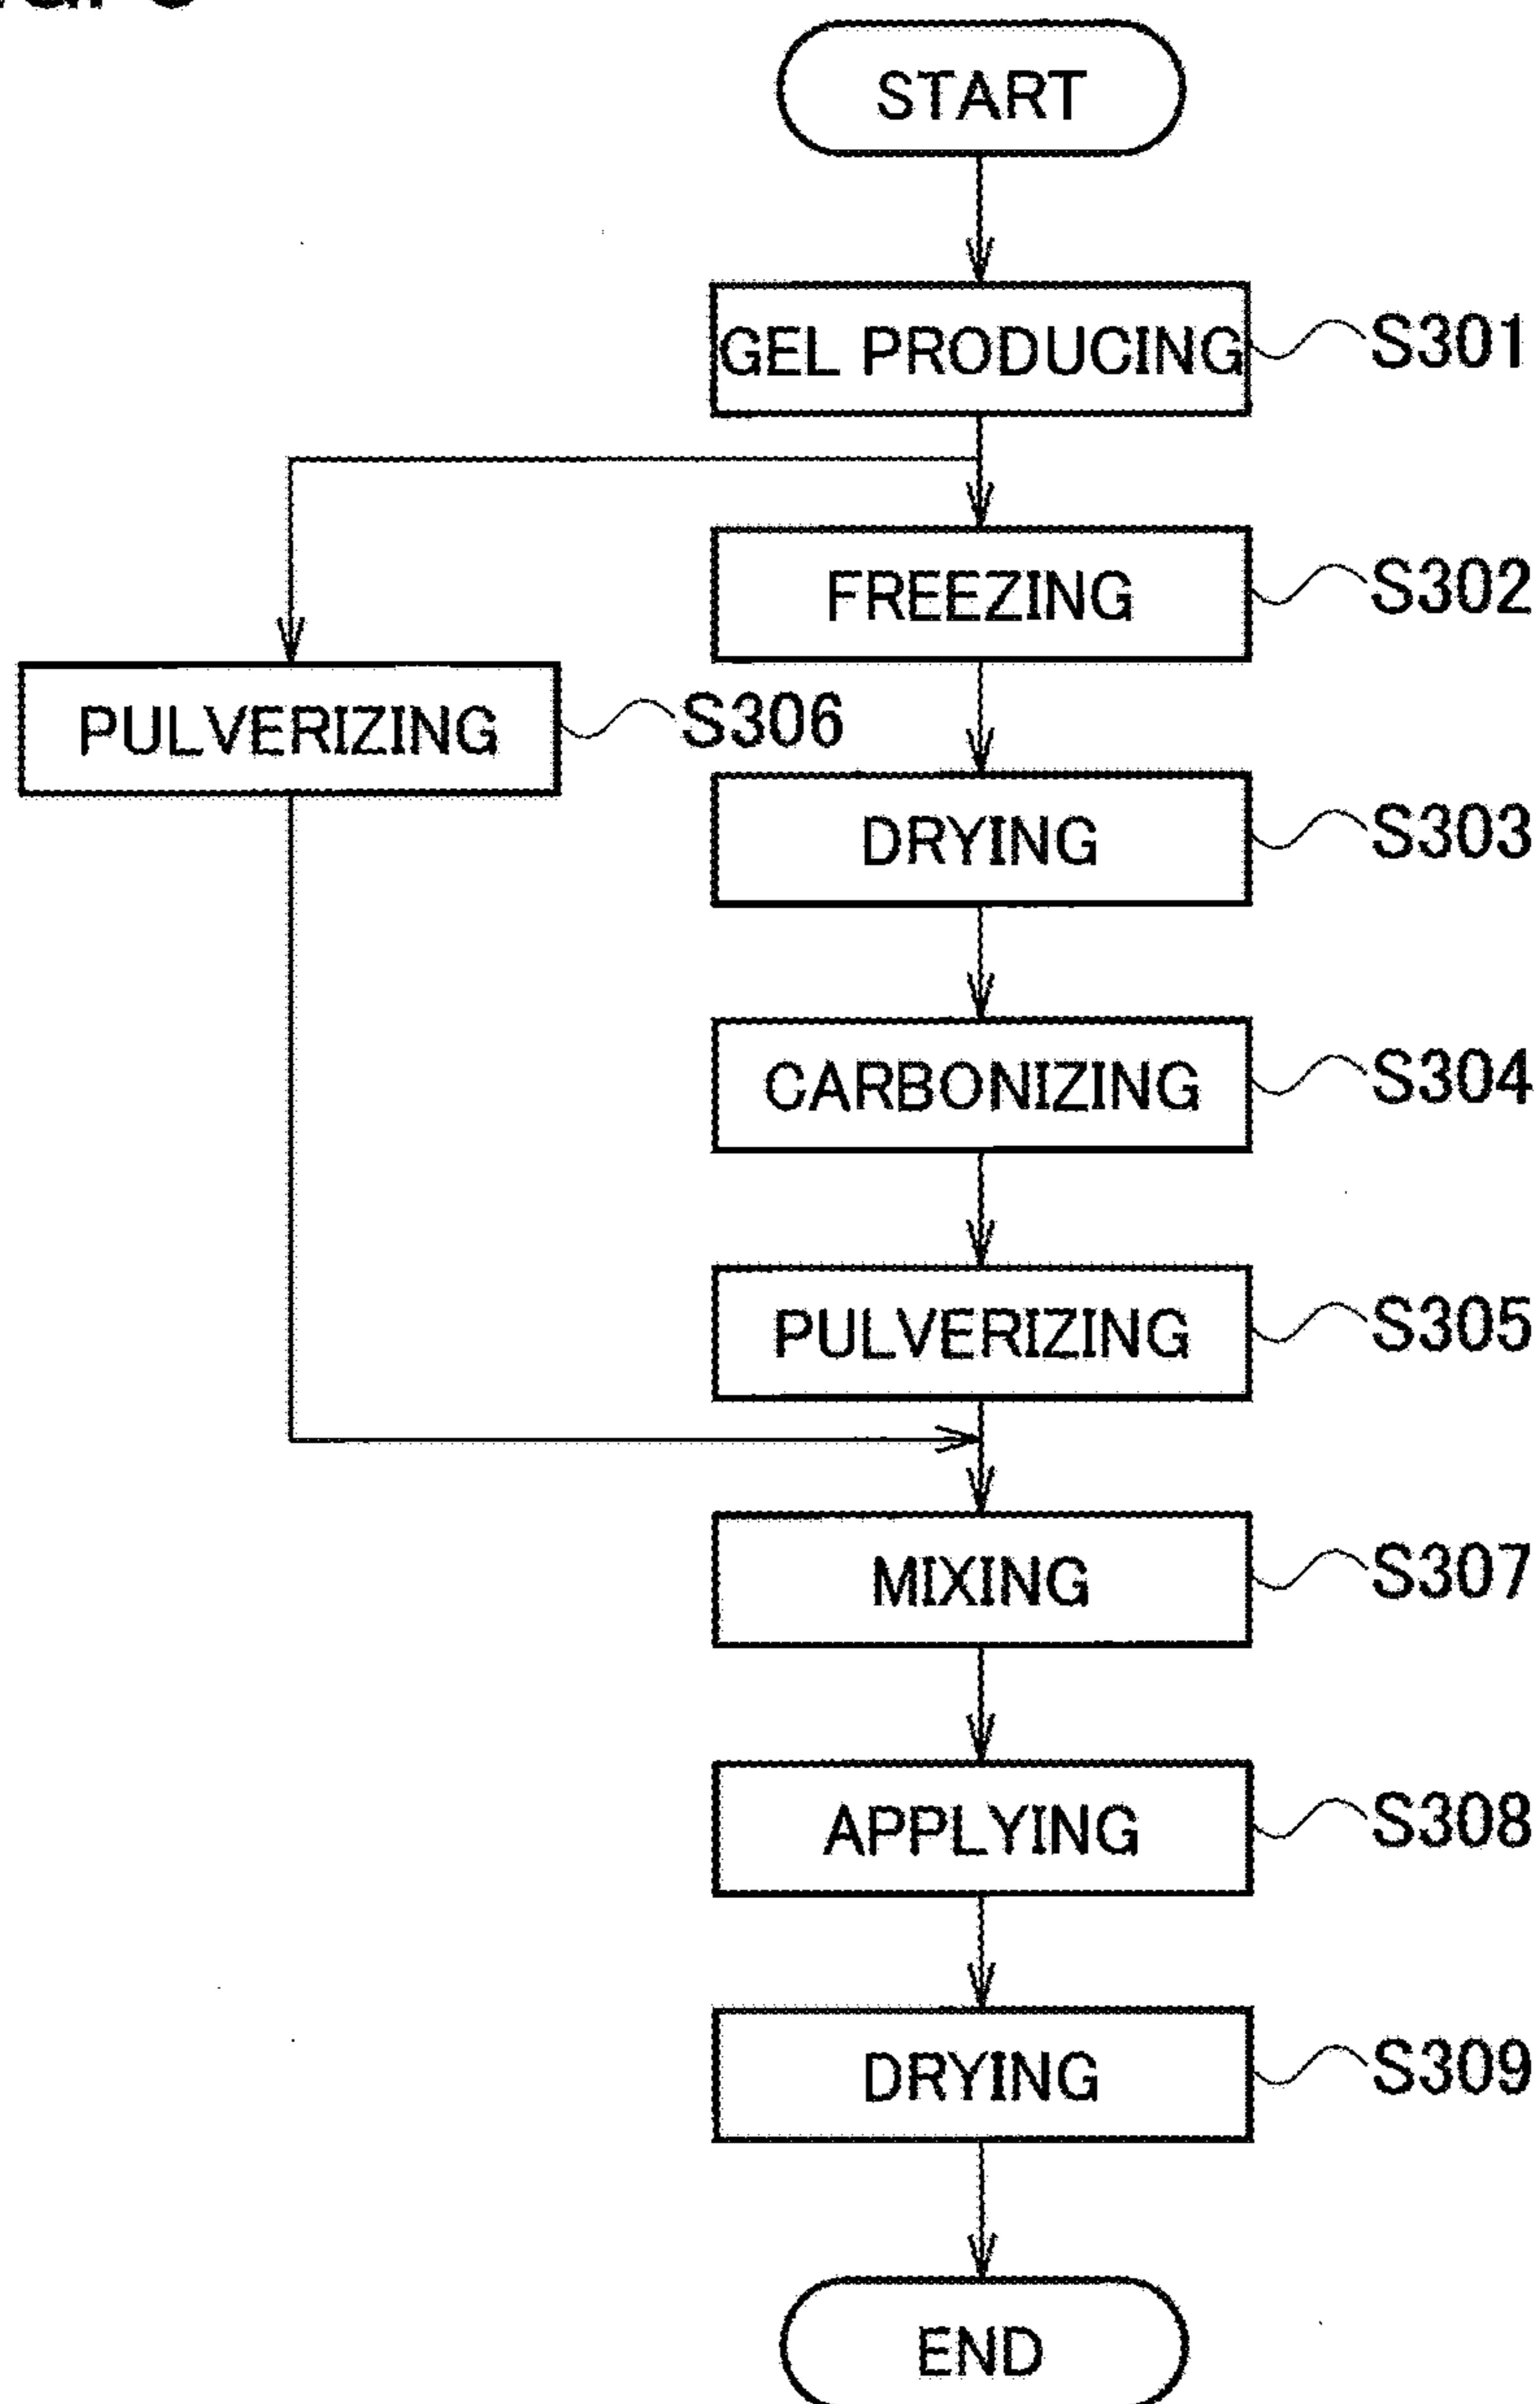 START
GEL PRODUCING
S301
FREEZING
S302
PULVERIZING
S306
DRYING
S303
CARBONIZING
S304
PULVERIZING
S305
MIXING
S307
APPLYING
S308
DRYING
S309
END